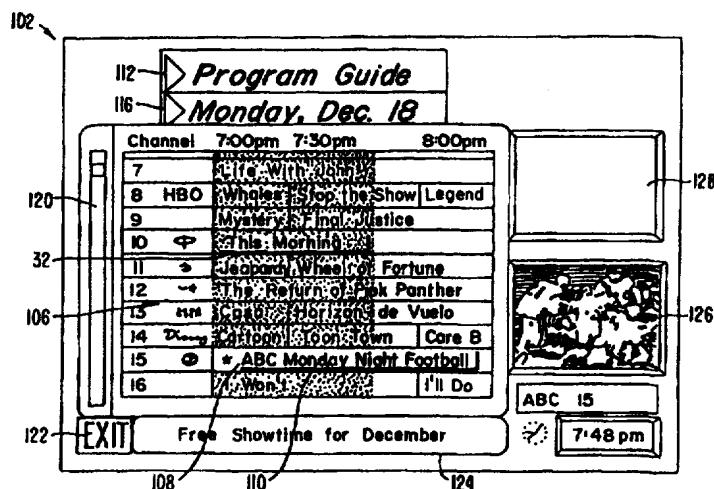 102
112
Program Guide
116
Monday, Dec. 18
Channel 7:00pm 7:30pm 8:00pm
7 Life With John
120
128
8 HBO Whales Stop the Show Legend
9 Mystery Final Justice
10 This Morning
32
11 Jeopardy Wheel of Fortune
12 The Return of Pink Panther
126
106
13 Casa Horizon de Vuelo
14 Disney Cartoon Toon Town Care B
15 ★ ABC Monday Night Football
16 I Won't I'll Do
ABC 15
122
EXIT Free Showtime for December 7:48 pm
108 110 124